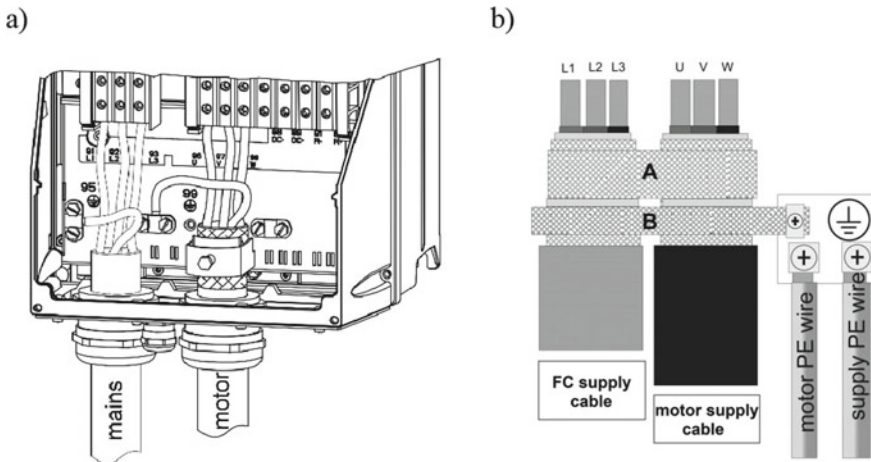 a)
95
99
mains
motor
b)
L1 L2 L3 U V W
A
B
FC supply
cable
motor supply
cable
motor PE wire
supply PE wire